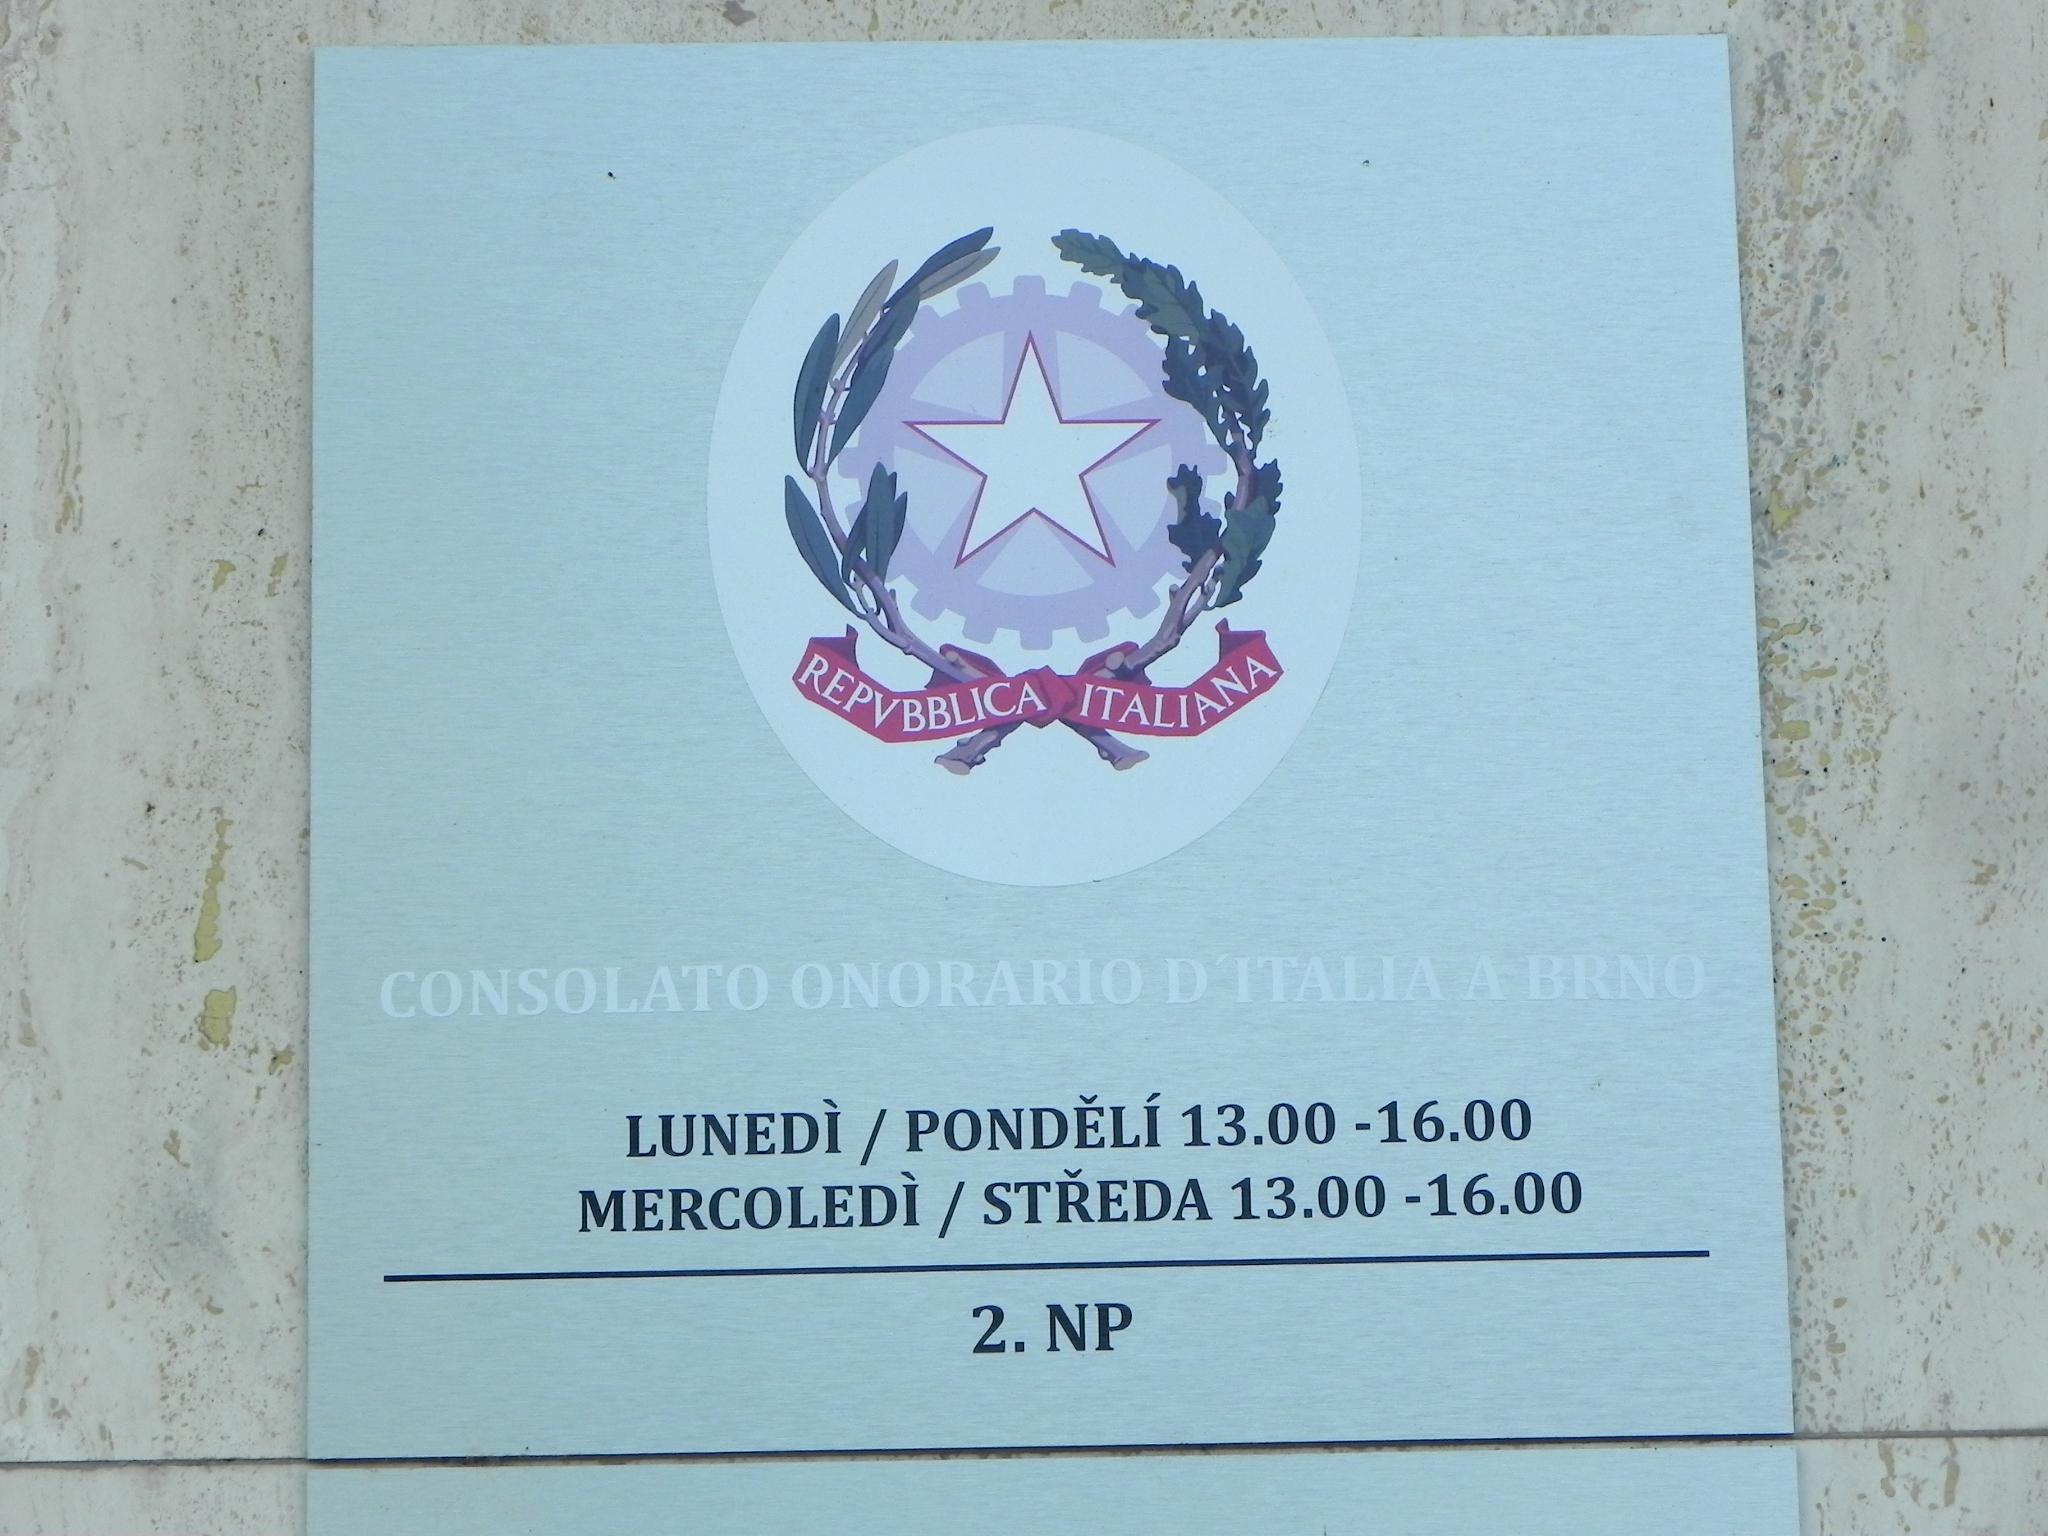 REPVBBLICA ITALIANA
CONSOLATO ONORARIO D´ITALIA A BRNO
LUNEDÌ / PONDĚLÍ 13.00 -16.00
MERCOLEDÌ / STŘEDA 13.00 -16.00
2. NP